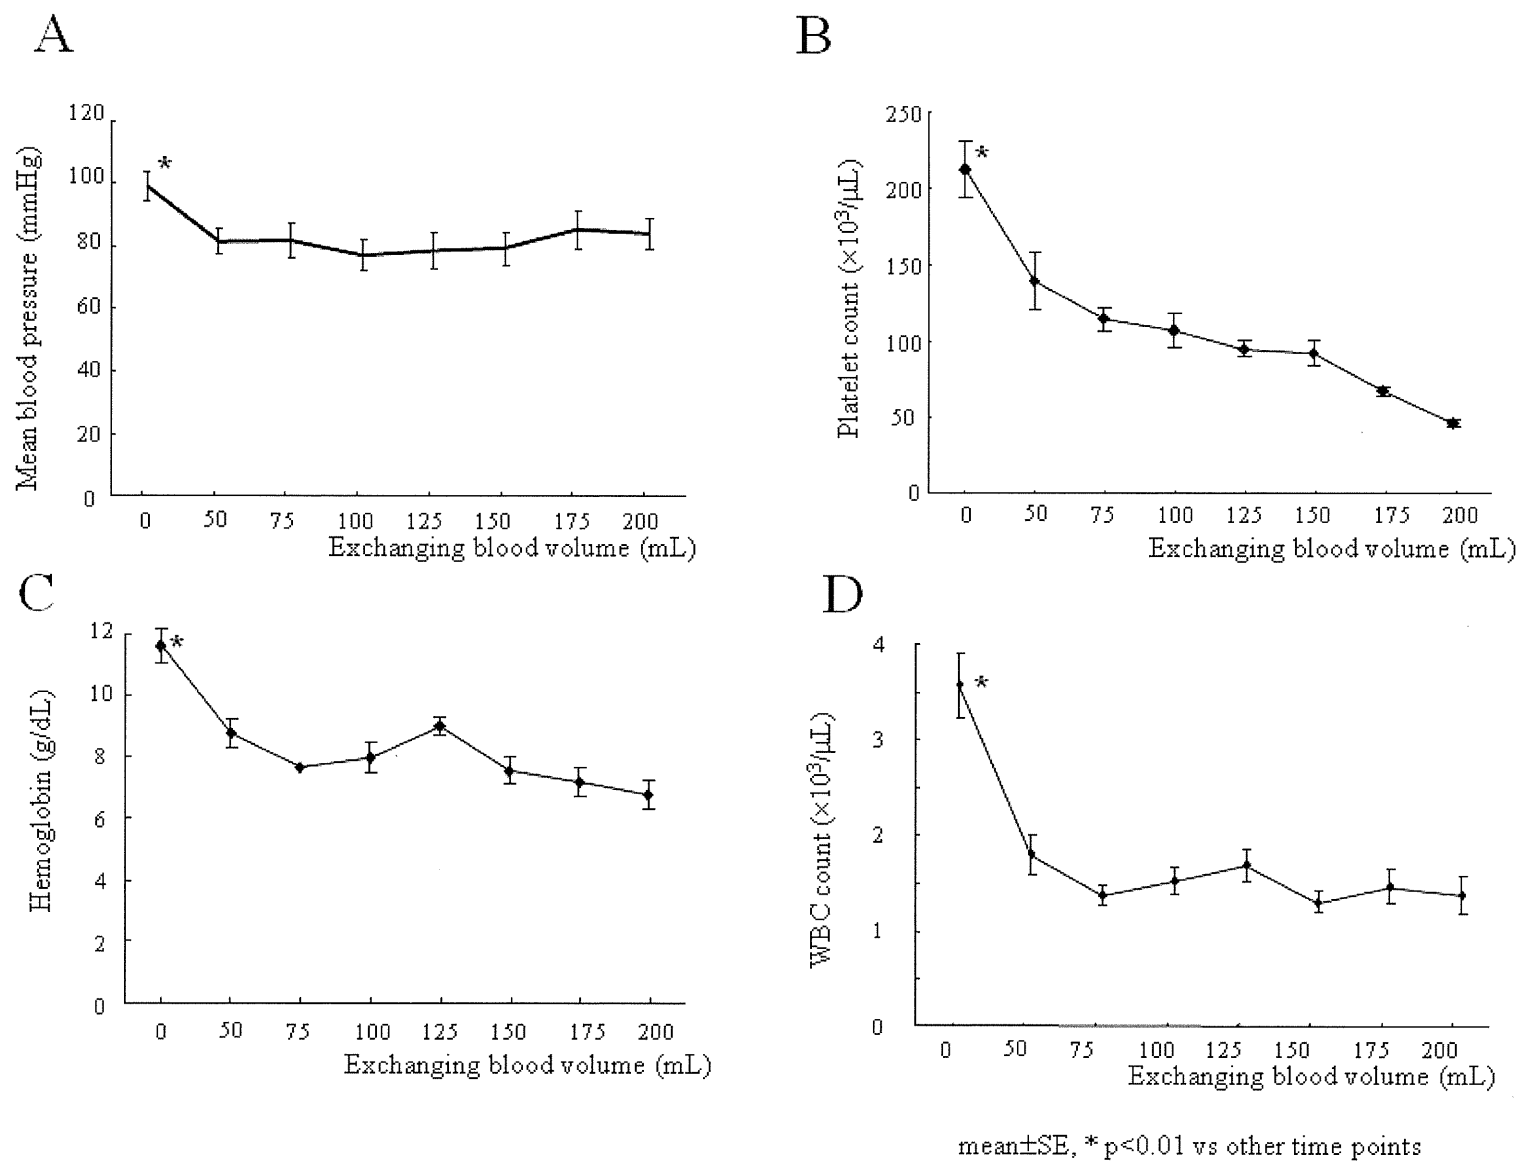 A
120
100
80
60
40
20
0
Mean blood pressure (mmHg)
*
0 50 75 100 125 150 175 200
Exchanging blood volume (mL)
B
250
200
150
100
50
0
Platelet count (×10³/μL)
*
0 50 75 100 125 150 175 200
Exchanging blood volume (mL)
C
12
10
8
6
4
2
0
Hemoglobin (g/dL)
*
0 50 75 100 125 150 175 200
Exchanging blood volume (mL)
D
4
3
2
1
0
WBC count (×10³/μL)
*
0 50 75 100 125 150 175 200
Exchanging blood volume (mL)
mean±SE, * p<0.01 vs other time points